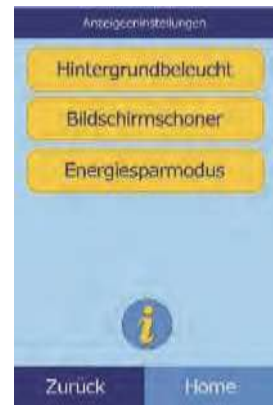 Anzeigeeinstellungen
Hintergrundbeleucht
Bildschirmschoner
Energiesparmodus
i
Zurück
Home